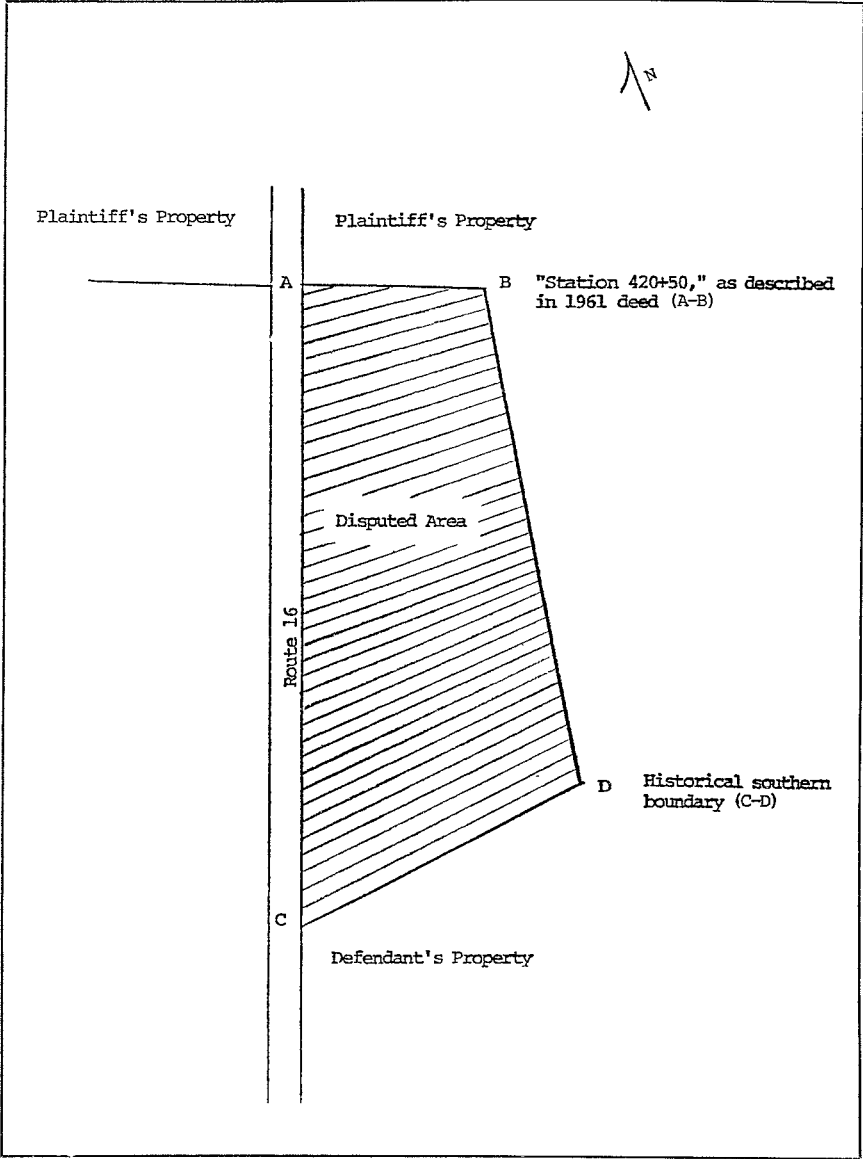 N
Plaintiff's Property
Plaintiff's Property
A
B
"Station 420+50," as described
in 1961 deed (A-B)
Disputed Area
Route 16
D
Historical southern
boundary (C-D)
C
Defendant's Property